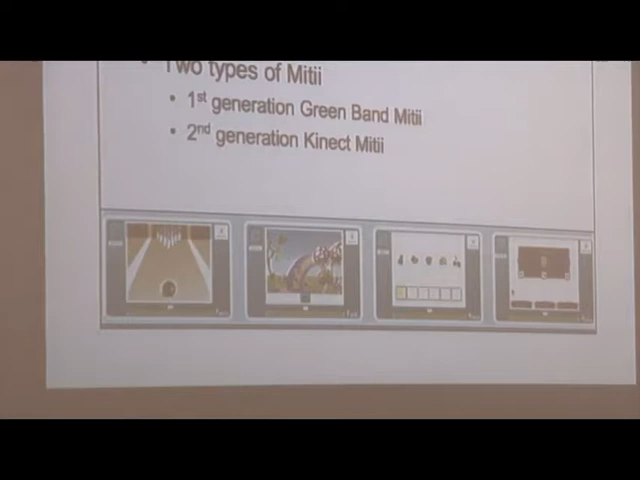 • Two types of Mitii
• 1st generation Green Band Mitii
• 2nd generation Kinect Mitii